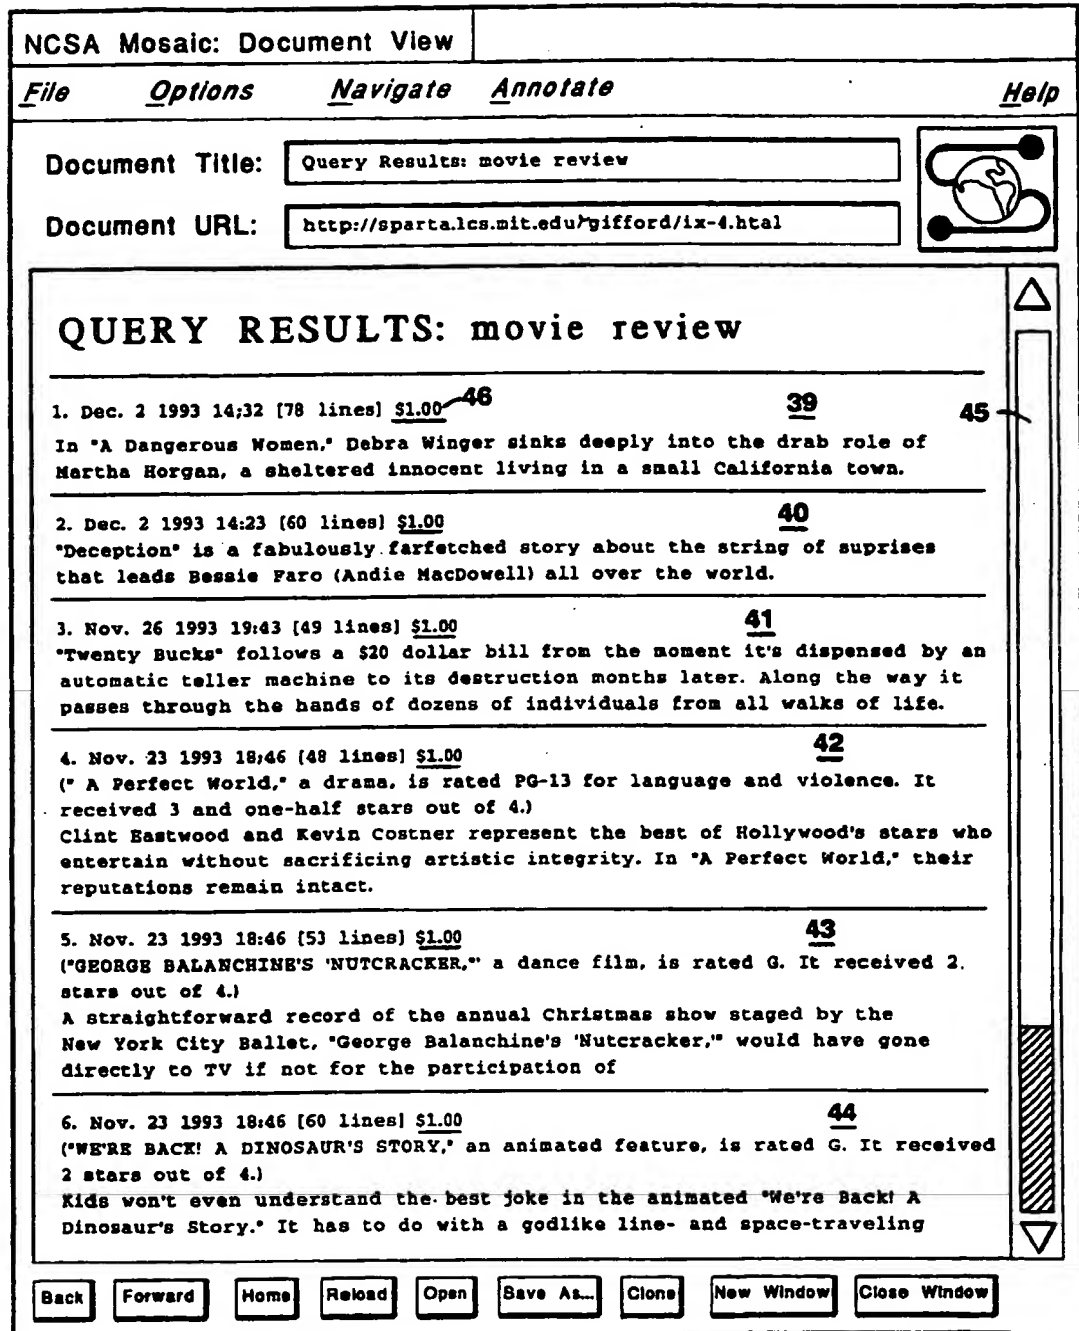 NCSA Mosaic: Document View
File Options Navigate Annotate Help
Document Title: Query Results: movie review
Document URL: http://sparta.lcs.mit.edu/~gifford/ix-4.htal
QUERY RESULTS: movie review
1. Dec. 2 1993 14;32 [78 lines] $1.00 46 39 45
In "A Dangerous Women," Debra Winger sinks deeply into the drab role of
Martha Horgan, a sheltered innocent living in a small California town.
2. Dec. 2 1993 14:23 [60 lines] $1.00 40
"Deception" is a fabulously farfetched story about the string of suprises
that leads Bessie Faro (Andie MacDowell) all over the world.
3. Nov. 26 1993 19:43 [49 lines] $1.00 41
"Twenty Bucks" follows a $20 dollar bill from the moment it's dispensed by an
automatic teller machine to its destruction months later. Along the way it
passes through the hands of dozens of individuals from all walks of life.
4. Nov. 23 1993 18;46 [48 lines] $1.00 42
(" A Perfect World," a drama, is rated PG-13 for language and violence. It
received 3 and one-half stars out of 4.)
Clint Eastwood and Kevin Costner represent the best of Hollywood's stars who
entertain without sacrificing artistic integrity. In "A Perfect World," their
reputations remain intact.
5. Nov. 23 1993 18:46 [53 lines] $1.00 43
("GEORGE BALANCHINE'S 'NUTCRACKER,'" a dance film, is rated G. It received 2
stars out of 4.)
A straightforward record of the annual Christmas show staged by the
New York City Ballet, "George Balanchine's 'Nutcracker,'" would have gone
directly to TV if not for the participation of
6. Nov. 23 1993 18:46 [60 lines] $1.00 44
("WE'RE BACK! A DINOSAUR'S STORY," an animated feature, is rated G. It received
2 stars out of 4.)
Kids won't even understand the best joke in the animated "We're Back! A
Dinosaur's Story." It has to do with a godlike line- and space-traveling
Back Forward Home Reload Open Save As... Clone New Window Close Window